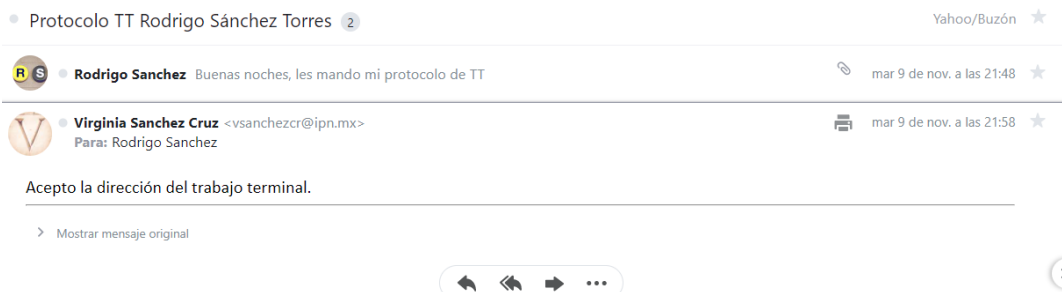 Protocolo TT Rodrigo Sánchez Torres 2 Yahoo/Buzón
R S Rodrigo Sanchez Buenas noches, les mando mi protocolo de TT mar 9 de nov. a las 21:48
V Virginia Sanchez Cruz <vsanchezcr@ipn.mx> mar 9 de nov. a las 21:58
Para: Rodrigo Sanchez
Acepto la dirección del trabajo terminal.
Mostrar mensaje original